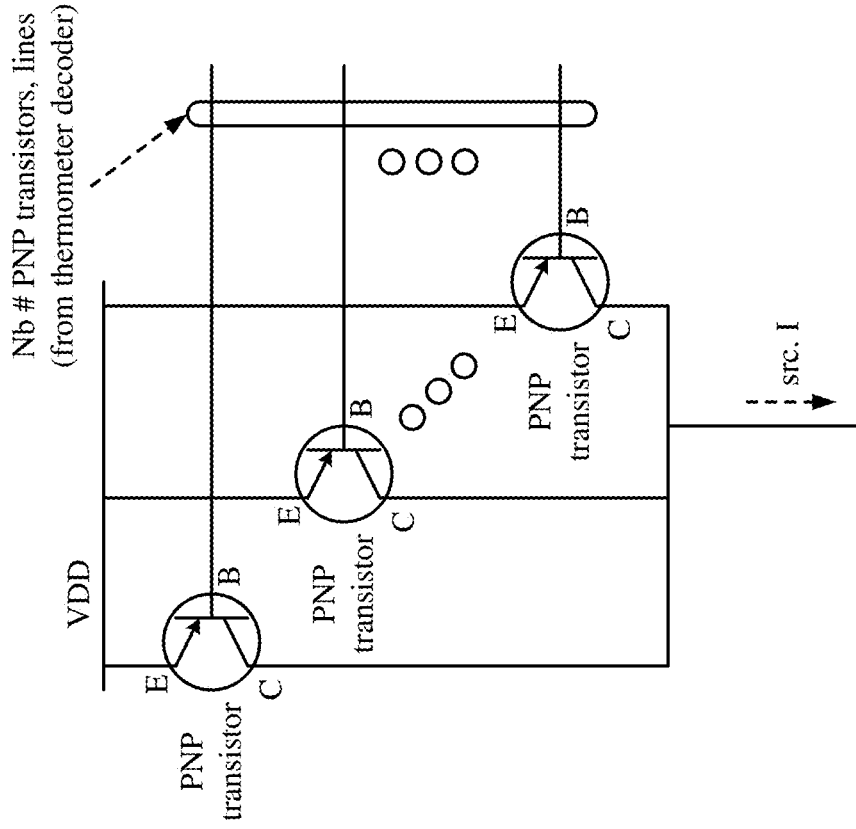 Nb # PNP transistors, lines
(from thermometer decoder)
VDD
E
B
C
PNP
transistor
E
B
C
PNP
transistor
E
B
C
PNP
transistor
src. I